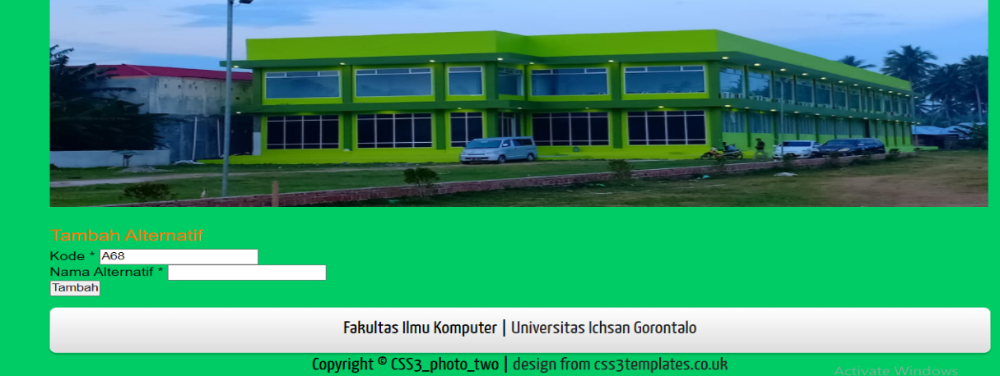 Tambah Alternatif
Kode * A68
Nama Alternatif *
Tambah
Fakultas Ilmu Komputer | Universitas Ichsan Gorontalo
Copyright © CSS3_photo_two | design from css3templates.co.uk
Activate Windows